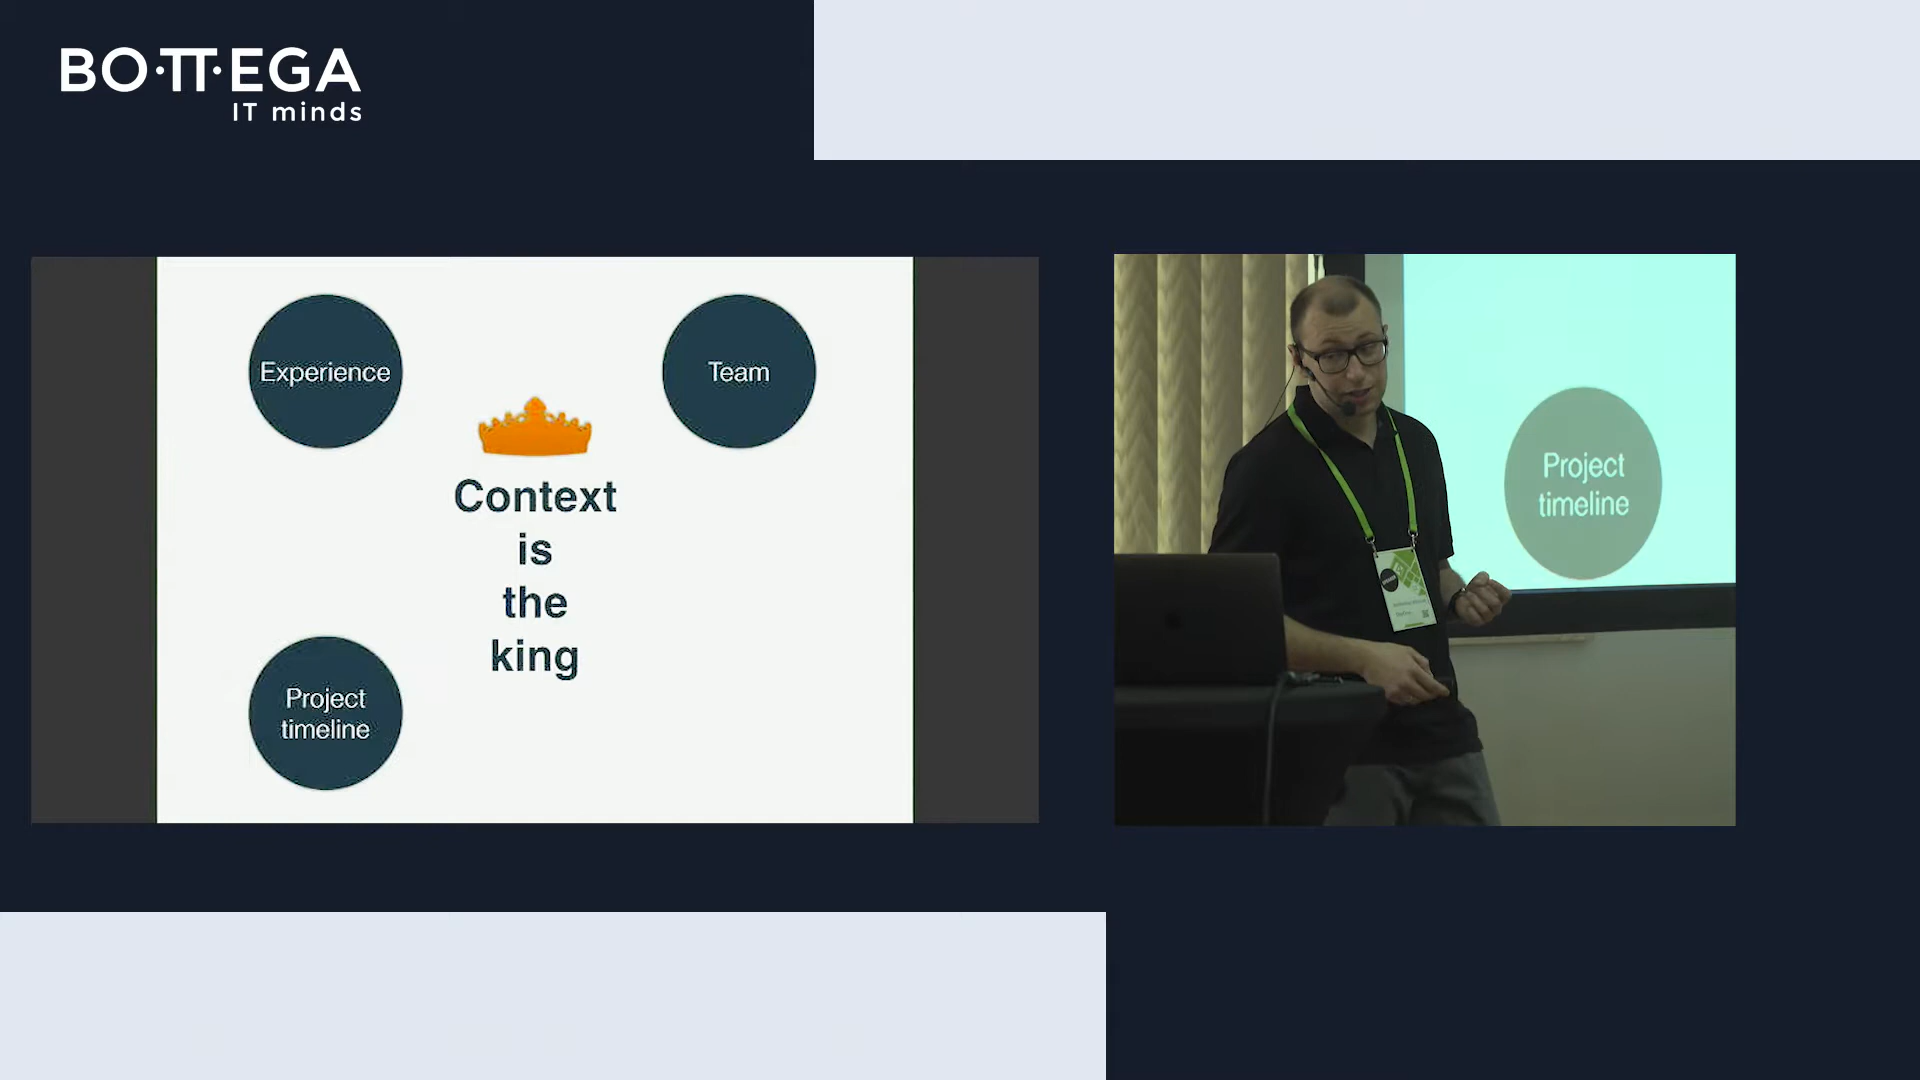 BO·TT·EGA
IT minds
Experience
Team
Context
is
the
king
Project
timeline
Project
timeline